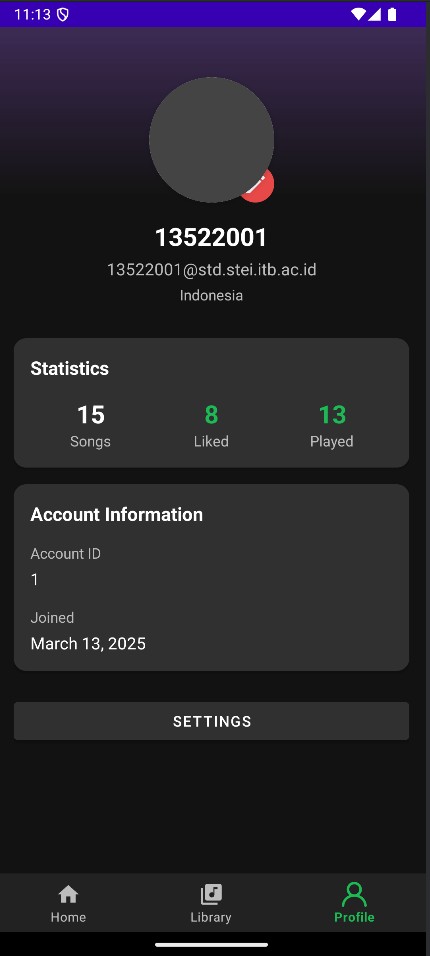 11:13
13522001
13522001@std.stei.itb.ac.id
Indonesia
Statistics
15 8 13
Songs Liked Played
Account Information
Account ID
1
Joined
March 13, 2025
SETTINGS
Home Library Profile